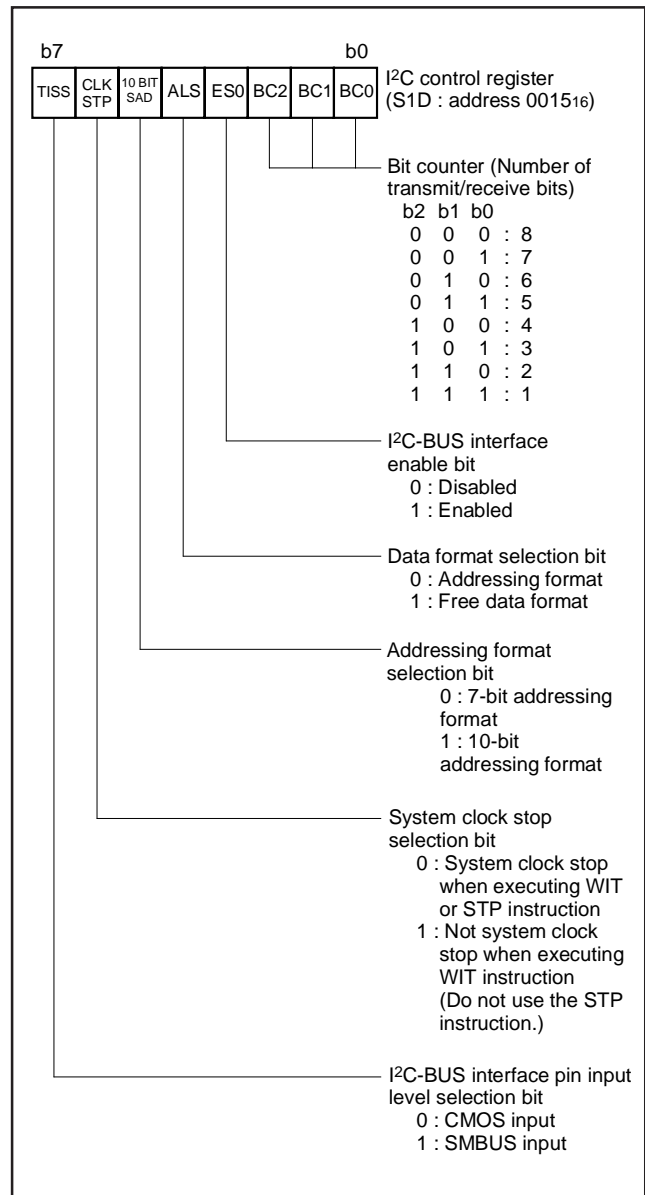 b7 b0
TISS CLK STP 10 BIT SAD ALS ES0 BC2 BC1 BC0
I2C control register
(S1D : address 001516)
Bit counter (Number of
transmit/receive bits)
b2 b1 b0
0 0 0 : 8
0 0 1 : 7
0 1 0 : 6
0 1 1 : 5
1 0 0 : 4
1 0 1 : 3
1 1 0 : 2
1 1 1 : 1
I2C-BUS interface
enable bit
0 : Disabled
1 : Enabled
Data format selection bit
0 : Addressing format
1 : Free data format
Addressing format
selection bit
0 : 7-bit addressing
format
1 : 10-bit
addressing format
System clock stop
selection bit
0 : System clock stop
when executing WIT
or STP instruction
1 : Not system clock
stop when executing
WIT instruction
(Do not use the STP
instruction.)
I2C-BUS interface pin input
level selection bit
0 : CMOS input
1 : SMBUS input